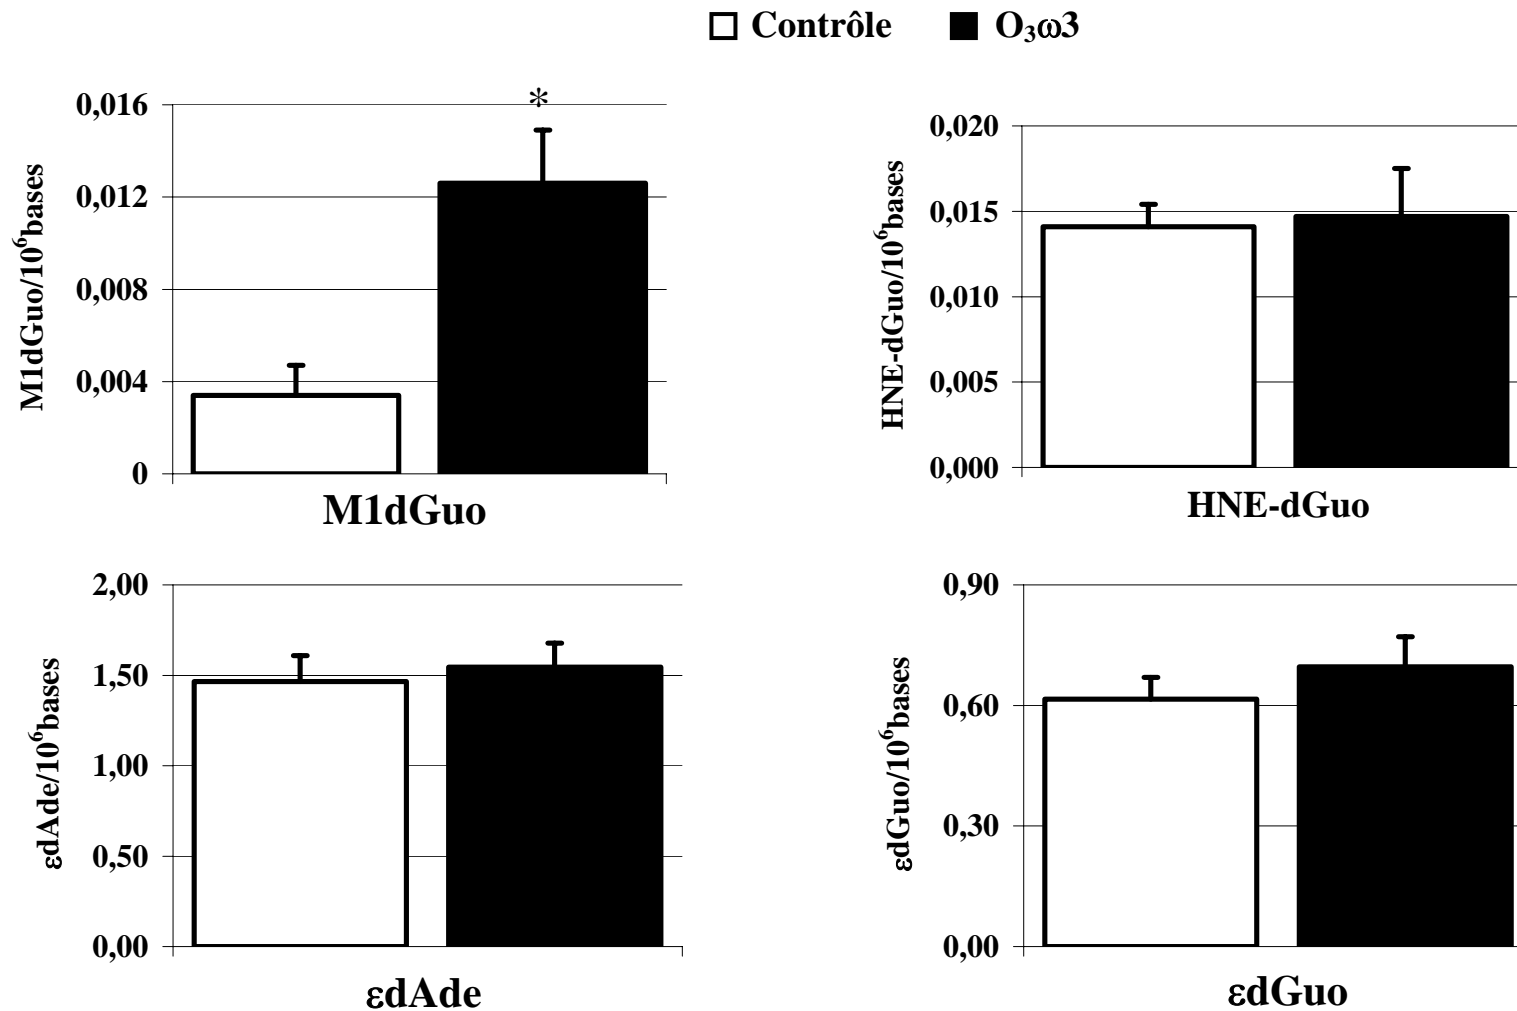 Contrôle O₃ω3
*
0,016
0,012
0,008
0,004
0
M1dGuo/10⁶bases
M1dGuo
0,020
0,015
0,010
0,005
0,000
HNE-dGuo/10⁶bases
HNE-dGuo
2,00
1,50
1,00
0,50
0,00
εdAde/10⁶bases
εdAde
0,90
0,60
0,30
0,00
εdGuo/10⁶bases
εdGuo